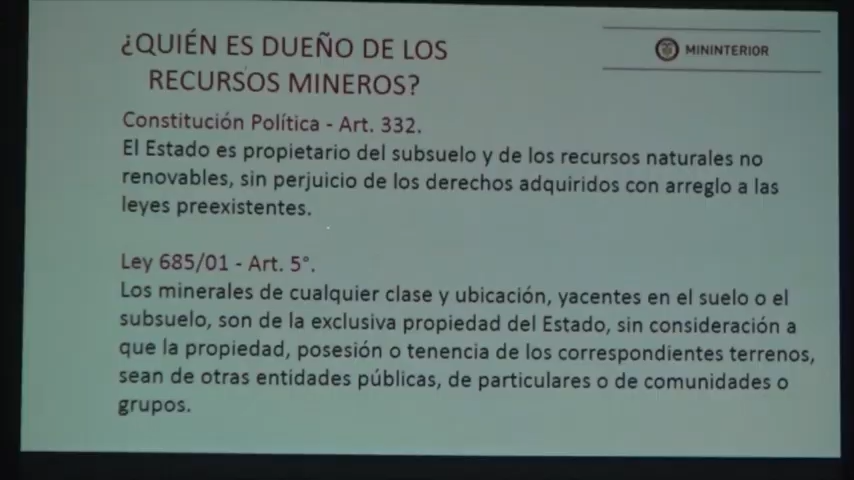 ¿QUIÉN ES DUEÑO DE LOS
RECURSOS MINEROS?
MININTERIOR
Constitución Política - Art. 332.
El Estado es propietario del subsuelo y de los recursos naturales no
renovables, sin perjuicio de los derechos adquiridos con arreglo a las
leyes preexistentes.
Ley 685/01 - Art. 5°.
Los minerales de cualquier clase y ubicación, yacentes en el suelo o el
subsuelo, son de la exclusiva propiedad del Estado, sin consideración a
que la propiedad, posesión o tenencia de los correspondientes terrenos,
sean de otras entidades públicas, de particulares o de comunidades o
grupos.